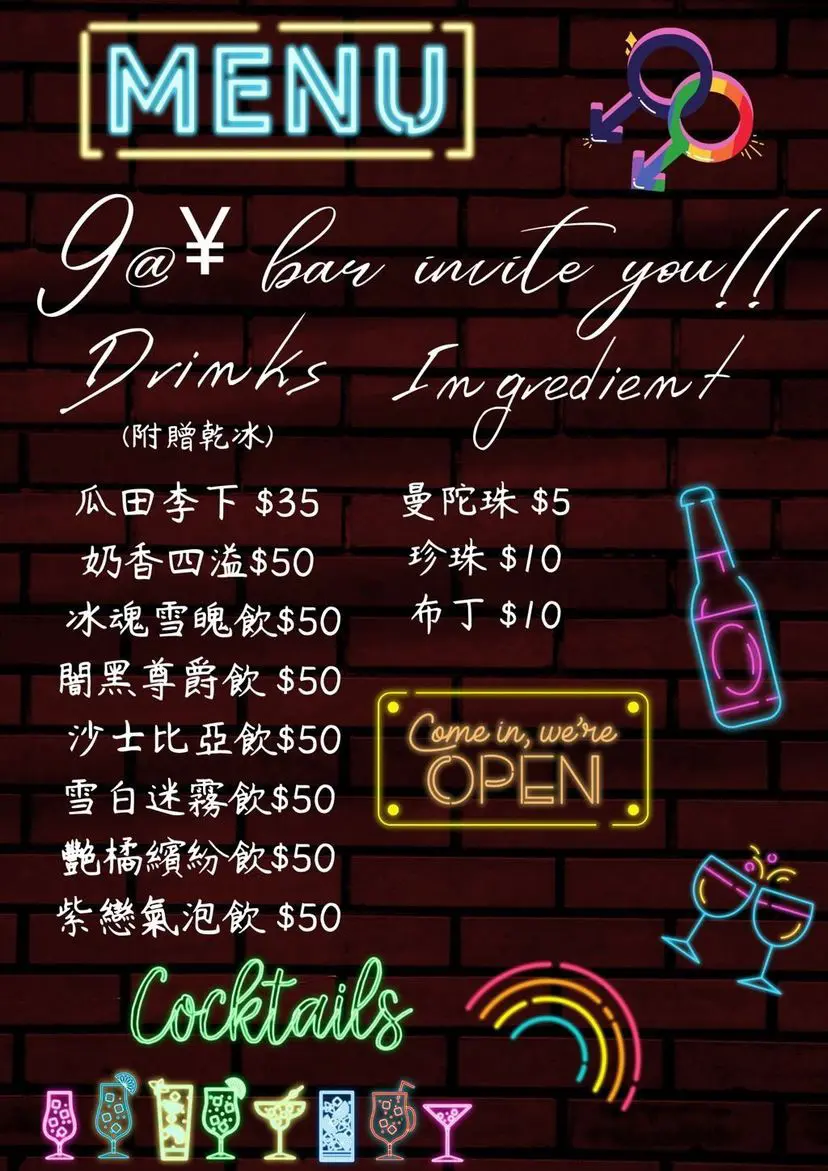 MENU
g@¥ bar invite you!!
Drinks
(附贈乾冰)
瓜田李下 $35
奶香四溢$50
冰魂雪魄飲$50
闇黑尊爵飲 $50
沙士比亞飲$50
雪白迷霧飲$50
艷橘繽紛飲$50
紫戀氣泡飲 $50
Ingredient
曼陀珠 $5
珍珠 $10
布丁 $10
Come in, we're
OPEN
Cocktails